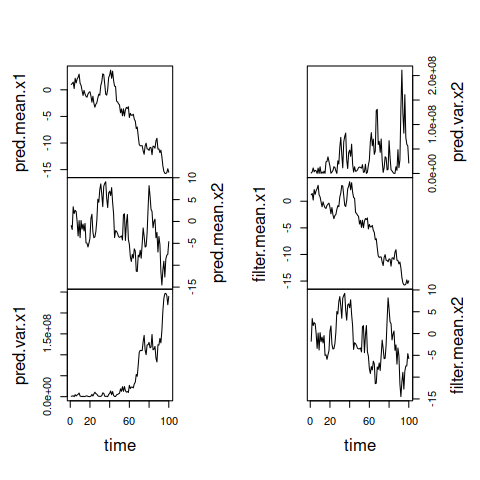 pred.mean.x1
-15 -10 -5 0
pred.mean.x2
-15 -5 0 5 10
pred.var.x1
0.0e+00 1.5e+08
0 20 60 100
time
pred.var.x2
0.0e+00 1.0e+08 2.0e+08
filter.mean.x1
-15 -10 -5 0
filter.mean.x2
-15 -5 0 5 10
0 20 60 100
time